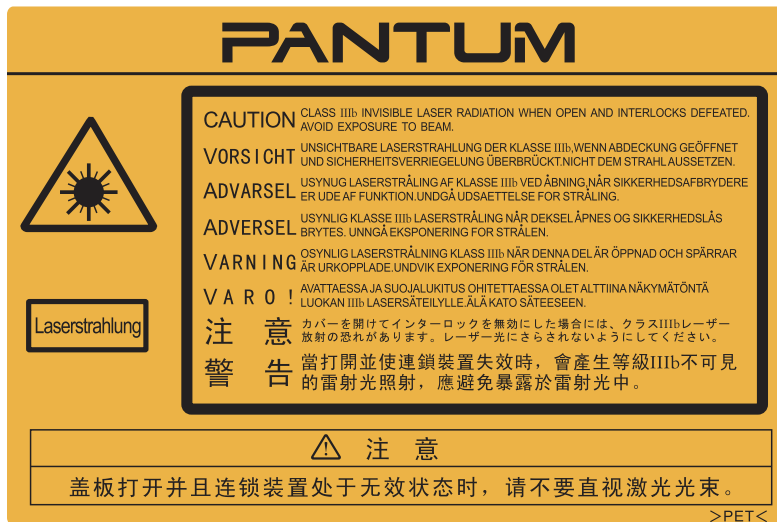 PANTUM
CAUTION CLASS IIIb INVISIBLE LASER RADIATION WHEN OPEN AND INTERLOCKS DEFEATED.
AVOID EXPOSURE TO BEAM.
VORSICHT UNSICHTBARE LASERSTRAHLUNG DER KLASSE IIIb,WENN ABDECKUNG GEÖFFNET
UND SICHERHEITSVERRIEGELUNG ÜBERBRÜCKT.NICHT DEM STRAHL AUSSETZEN.
ADVARSEL USYNUG LASERSTRÅLING AF KLASSE IIIb VED ÅBNING,NÅR SIKKERHEDSAFBRYDERE
ER UDE AF FUNKTION.UNDGÅ UDSAETTELSE FOR STRÅLING.
ADVERSEL USYNLIG KLASSE IIIb LASERSTRÅLING NÅR DEKSEL ÅPNES OG SIKKERHEDSLÅS
BRYTES. UNNGÅ EKSPONERING FOR STRÅLEN.
VARNING OSYNLIG LASERSTRÅLNING KLASS IIIb NÄR DENNA DEL ÄR ÖPPNAD OCH SPÄRRAR
ÄR URKOPPLADE.UNDVIK EXPONERING FÖR STRÅLEN.
VARO! AVATTAESSA JA SUOJALUKITUS OHITETTAESSA OLET ALTTIINA NÄKYMÄTÖNTÄ
LUOKAN IIIb LASERSÄTEILYLLE.ÄLÄ KATO SÄTEESEEN.
注 意 カバーを開けてインターロックを無効にした場合には、クラスIIIbレーザー
放射の恐れがあります。レーザー光にさらされないようにしてください。
警 告 當打開並使連鎖裝置失效時，會產生等級IIIb不可見
的雷射光照射，應避免暴露於雷射光中。
Laserstrahlung
注 意
盖板打开并且连锁装置处于无效状态时，请不要直视激光光束。
>PET<